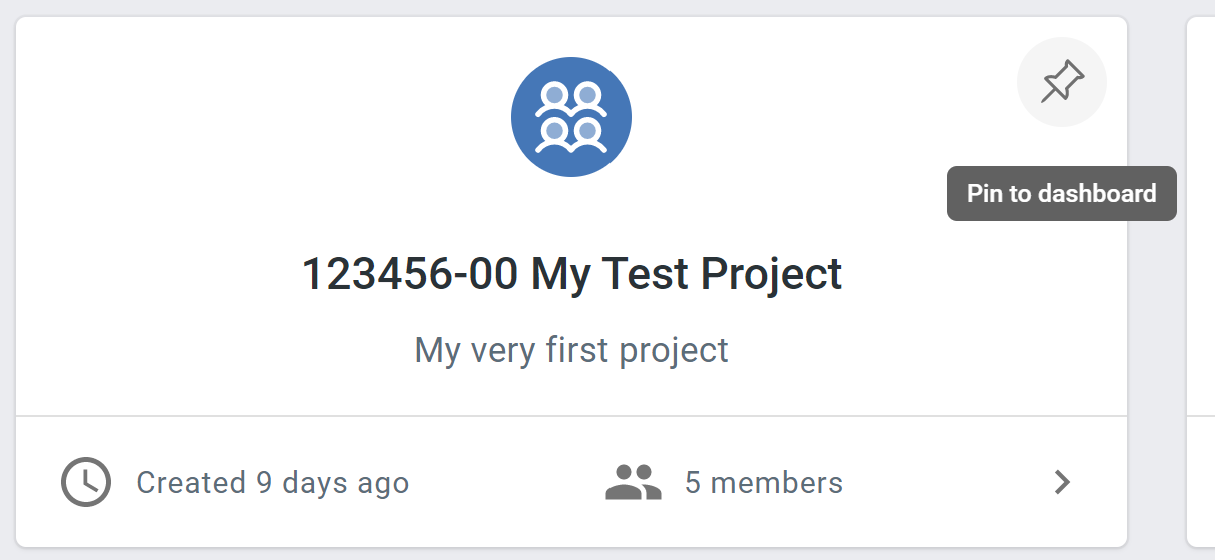 Pin to dashboard
123456-00 My Test Project
My very first project
Created 9 days ago
5 members